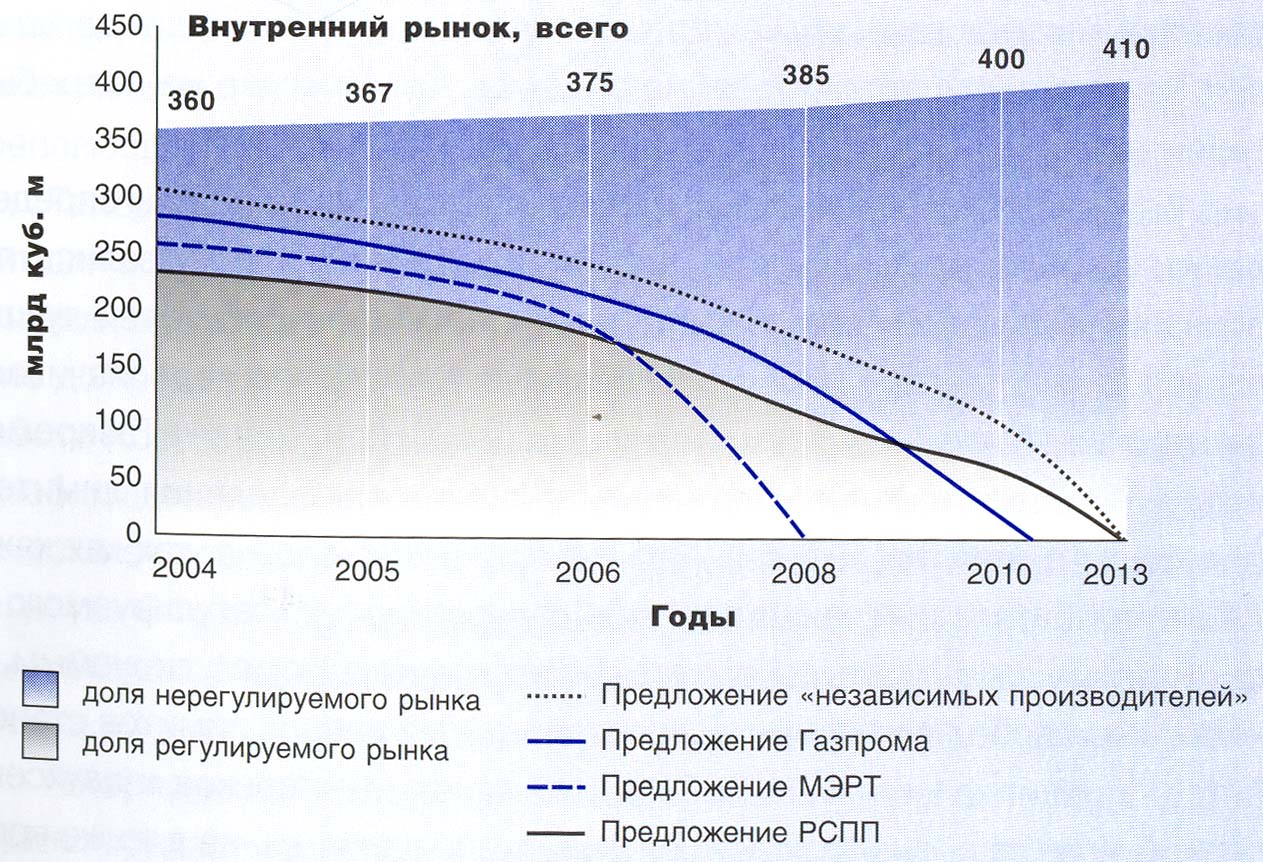 Внутренний рынок, всего
450
400
350
300
250
200
150
100
50
0
млрд куб. м
360
367
375
385
400
410
2004
2005
2006
2008
2010
2013
Годы
доля нерегулируемого рынка
доля регулируемого рынка
Предложение «независимых производителей»
Предложение Газпрома
Предложение МЭРТ
Предложение РСПП